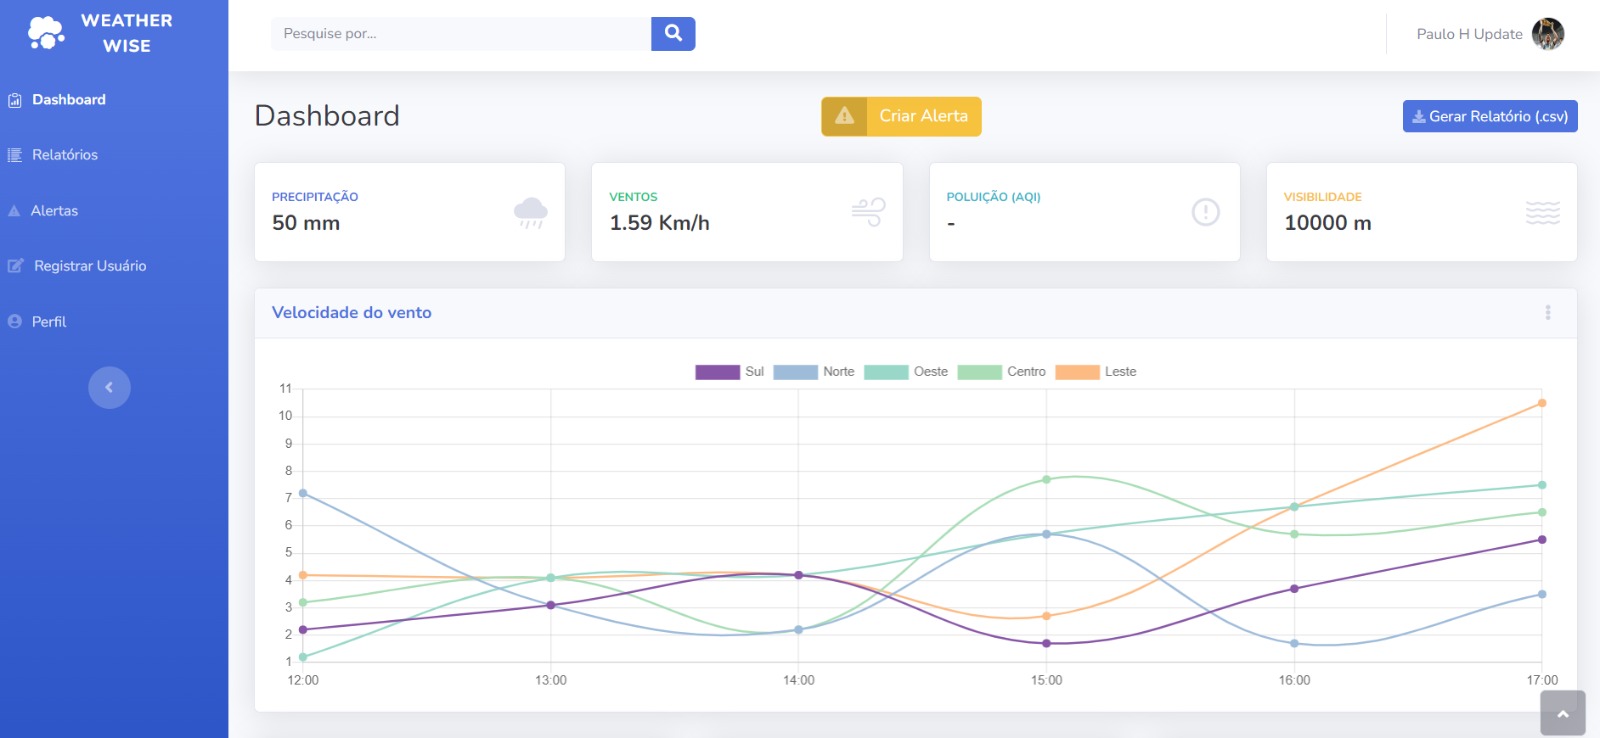 WEATHER
WISE
Pesquise por...
Paulo H Update
Dashboard
Relatórios
Alertas
Registrar Usuário
Perfil
Dashboard
Criar Alerta
Gerar Relatório (.csv)
PRECIPITAÇÃO
50 mm
VENTOS
1.59 Km/h
POLUIÇÃO (AQI)
-
VISIBILIDADE
10000 m
Velocidade do vento
Sul Norte Oeste Centro Leste
11
10
9
8
7
6
5
4
3
2
1
12:00 13:00 14:00 15:00 16:00 17:00